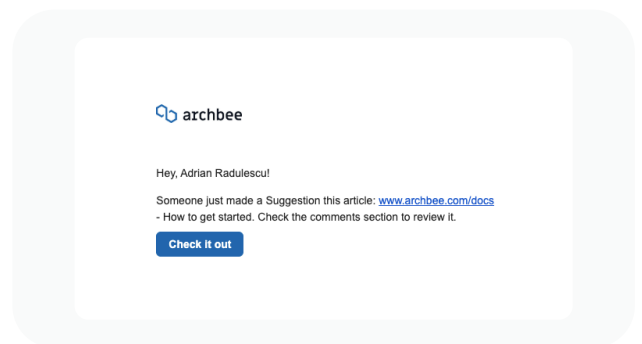 archbee
Hey, Adrian Radulescu!
Someone just made a Suggestion this article: www.archbee.com/docs
- How to get started. Check the comments section to review it.
Check it out